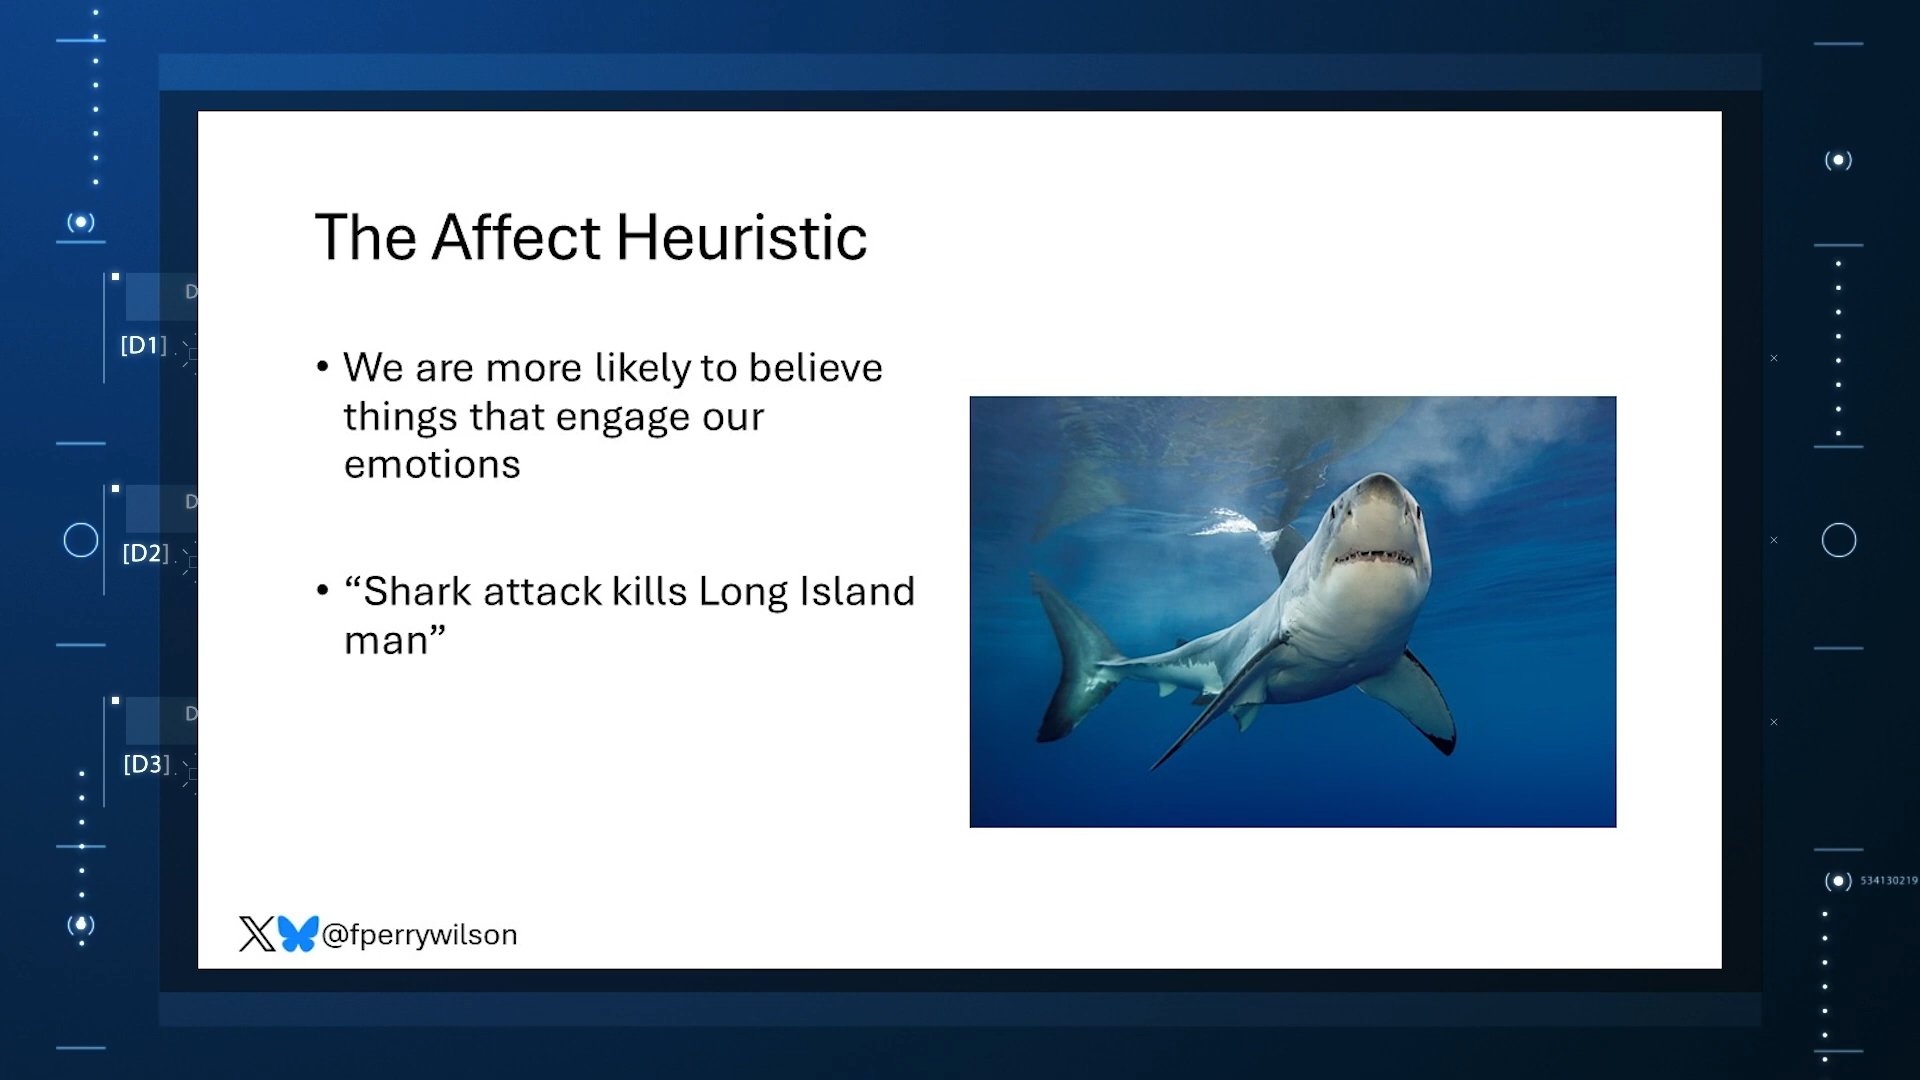 The Affect Heuristic
• We are more likely to believe
things that engage our
emotions
• “Shark attack kills Long Island
man”
@fperrywilson
D
[D1]
D
[D2]
D
[D3]
534130219